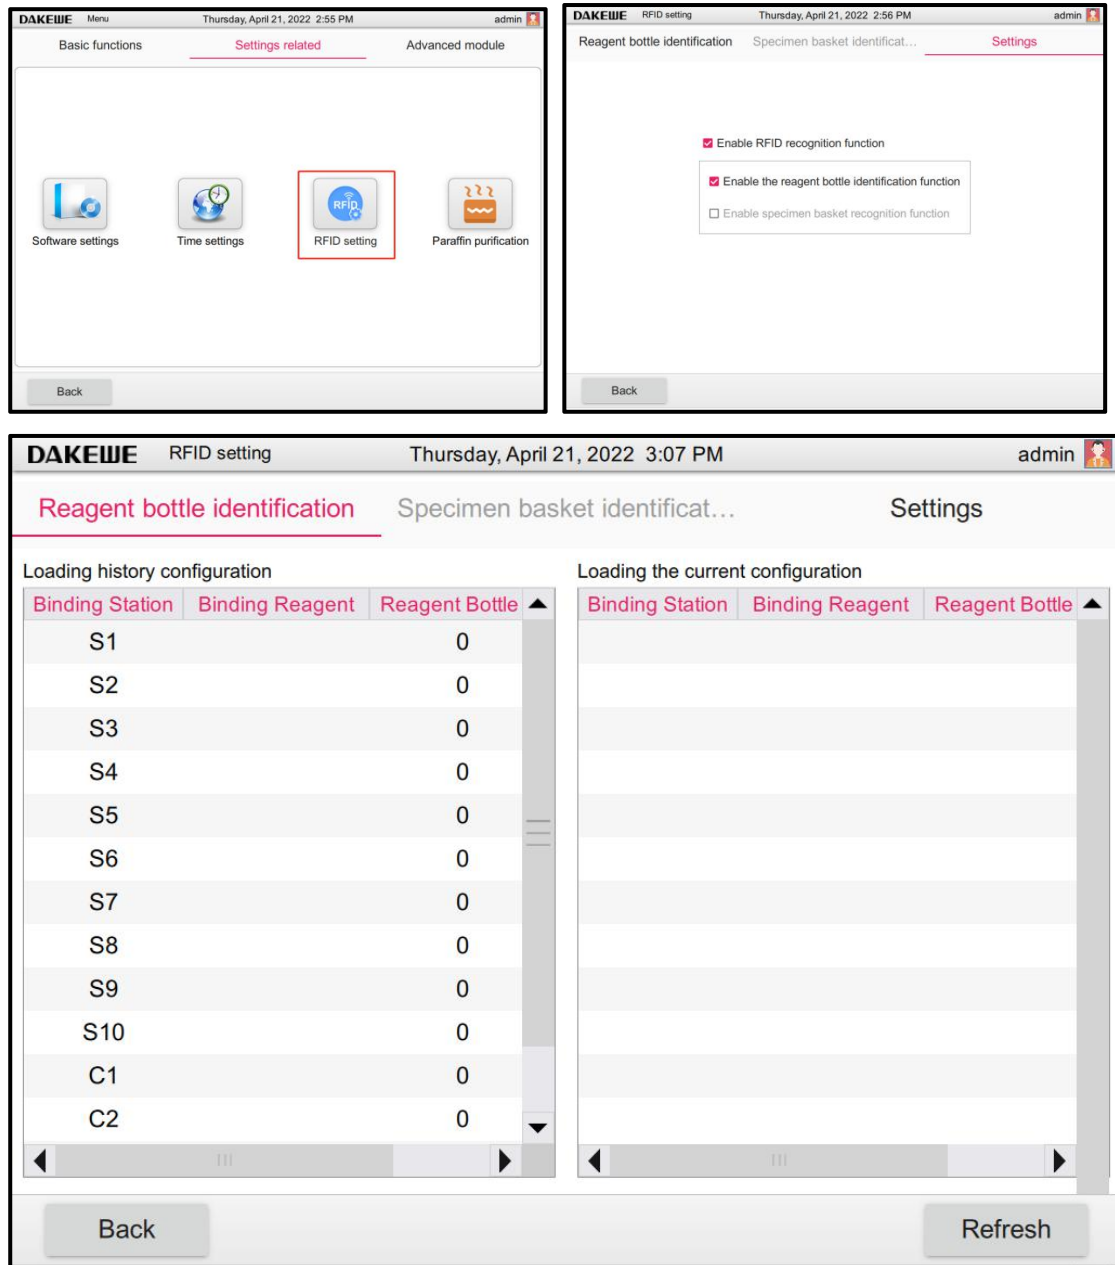 DAKEWE Menu Thursday, April 21, 2022 2:55 PM admin
Basic functions Settings related Advanced module
RFID
Software settings Time settings RFID setting Paraffin purification
Back
DAKEWE RFID setting Thursday, April 21, 2022 2:56 PM admin
Reagent bottle identification Specimen basket identificat... Settings
Enable RFID recognition function
Enable the reagent bottle identification function
Enable specimen basket recognition function
Back
DAKEWE RFID setting Thursday, April 21, 2022 3:07 PM admin
Reagent bottle identification Specimen basket identificat... Settings
Loading history configuration Loading the current configuration
Binding Station Binding Reagent Reagent Bottle Binding Station Binding Reagent Reagent Bottle
S1 0
S2 0
S3 0
S4 0
S5 0
S6 0
S7 0
S8 0
S9 0
S10 0
C1 0
C2 0
Back Refresh